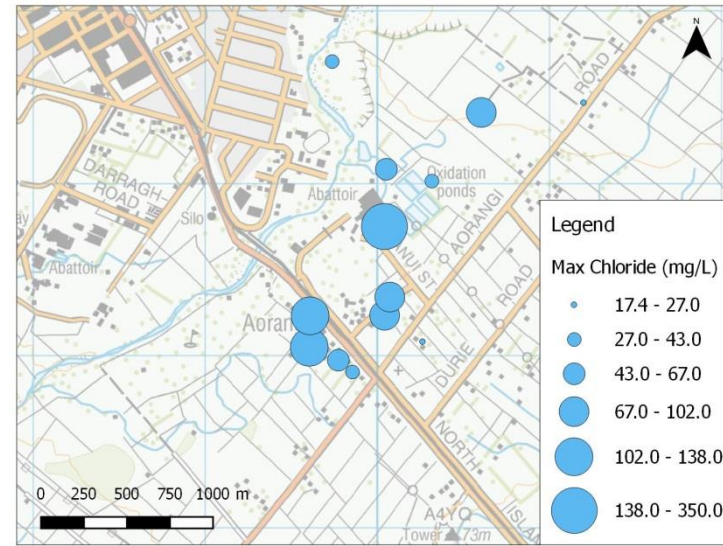 N
ROAD
DARRAGH
ROAD
Silo
Abattoir
Oxidation
ponds
Abattoir
NUI ST
AORANGI
ROAD
DURIE
Aoran
NORTH
ISLA
A4YO
Tower
73m
0 250 500 750 1000 m
Legend
Max Chloride (mg/L)
17.4 - 27.0
27.0 - 43.0
43.0 - 67.0
67.0 - 102.0
102.0 - 138.0
138.0 - 350.0